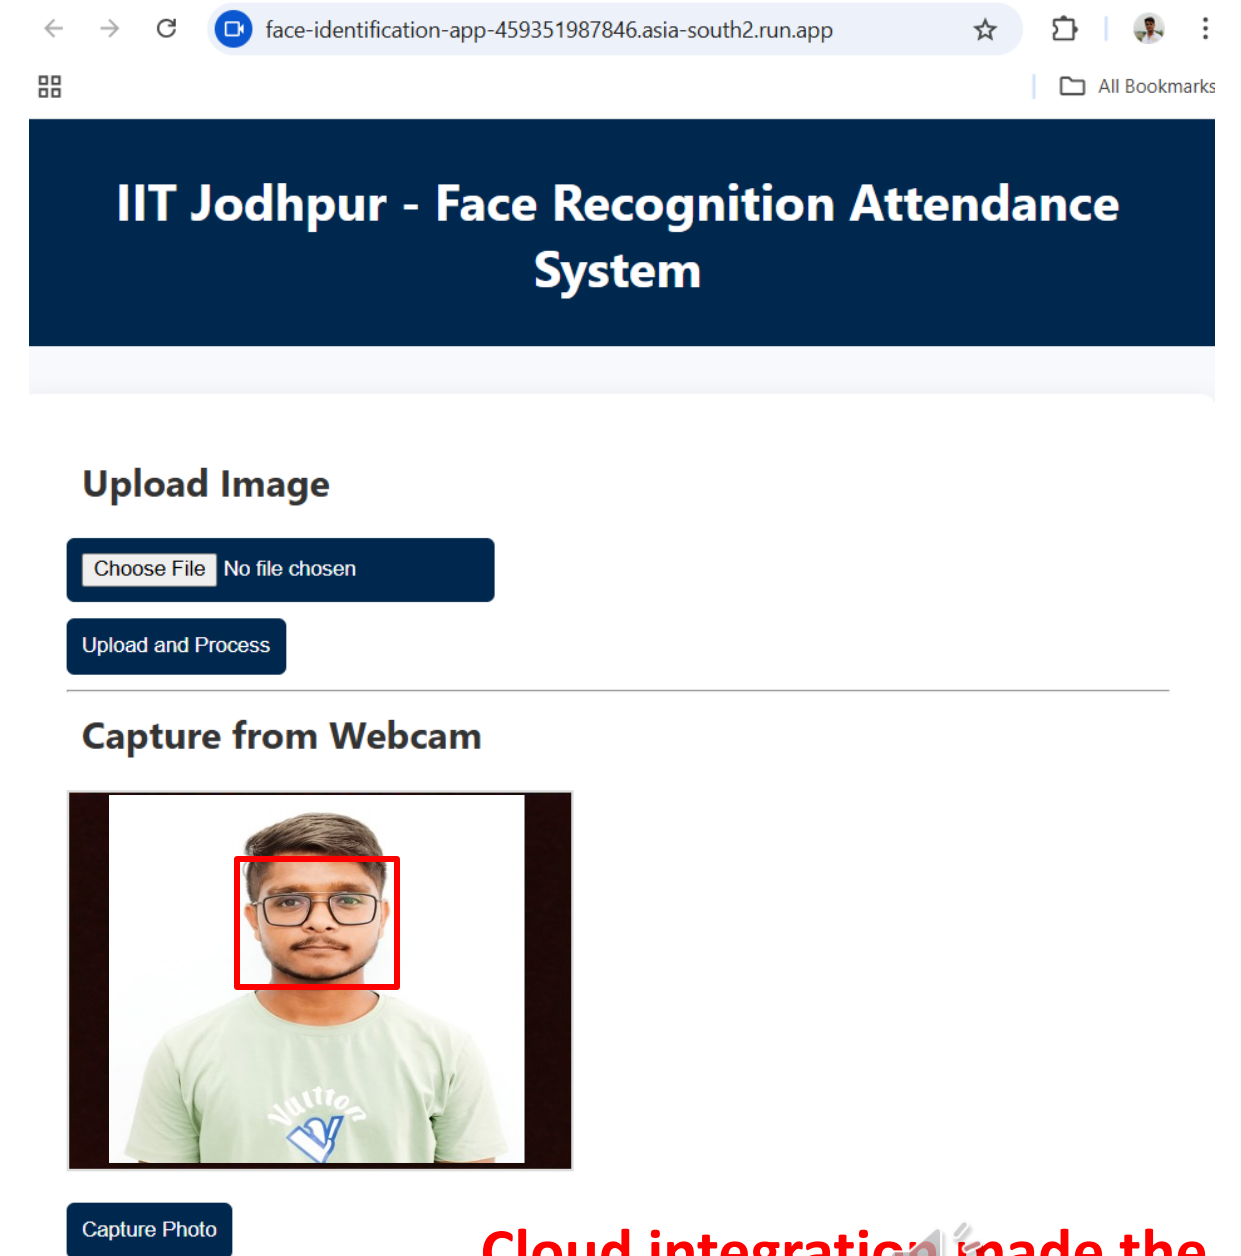 face-identification-app-459351987846.asia-south2.run.app
All Bookmarks
IIT Jodhpur - Face Recognition Attendance
System
Upload Image
Choose File No file chosen
Upload and Process
Capture from Webcam
Capture Photo
Cloud integration made the